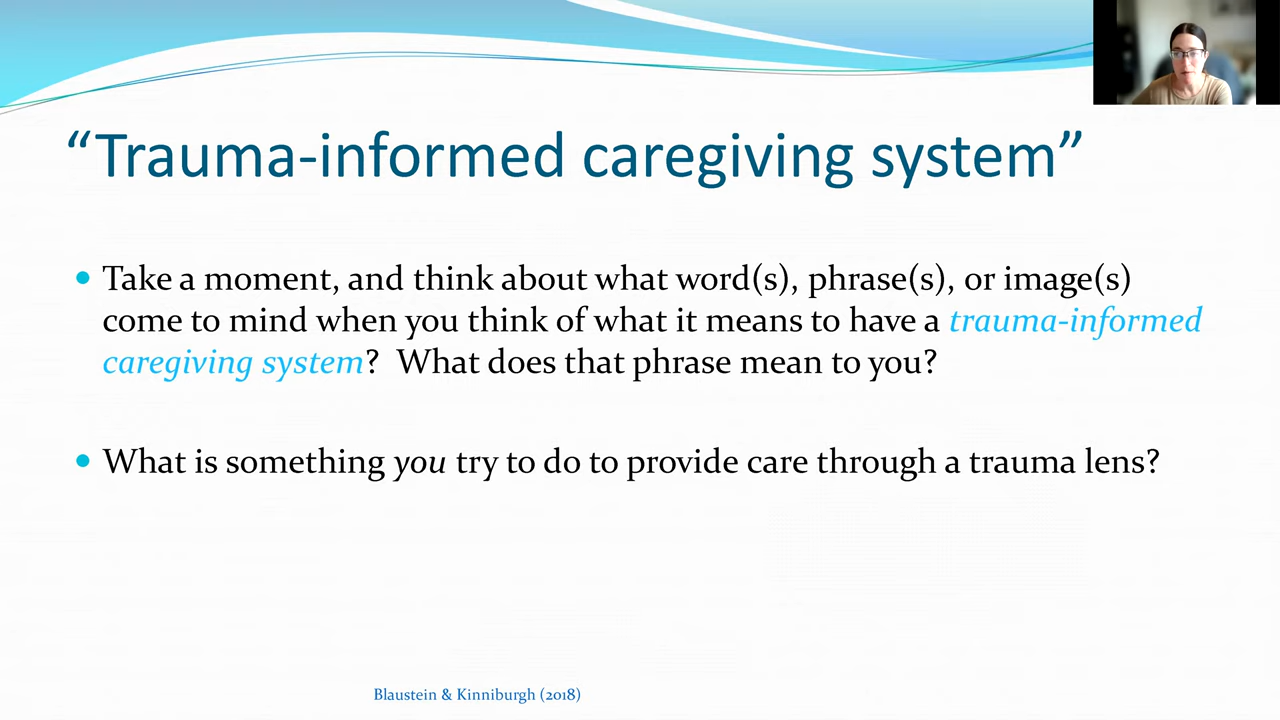 “Trauma-informed caregiving system”
Take a moment, and think about what word(s), phrase(s), or image(s)
come to mind when you think of what it means to have a trauma-informed
caregiving system?  What does that phrase mean to you?
What is something you try to do to provide care through a trauma lens?
Blaustein & Kinniburgh (2018)